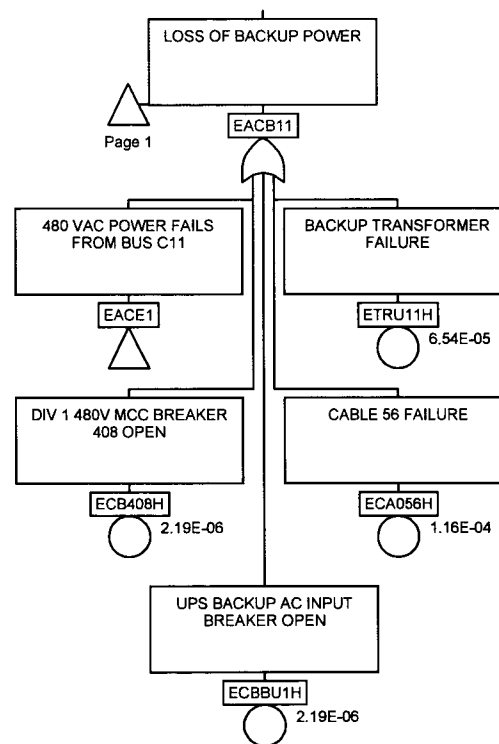 LOSS OF BACKUP POWER
Page 1
EACB11
480 VAC POWER FAILS
FROM BUS C11
BACKUP TRANSFORMER
FAILURE
EACE1
ETRU11H
6.54E-05
DIV 1 480V MCC BREAKER
408 OPEN
CABLE 56 FAILURE
ECB408H
2.19E-06
ECA056H
1.16E-04
UPS BACKUP AC INPUT
BREAKER OPEN
ECBBU1H
2.19E-06